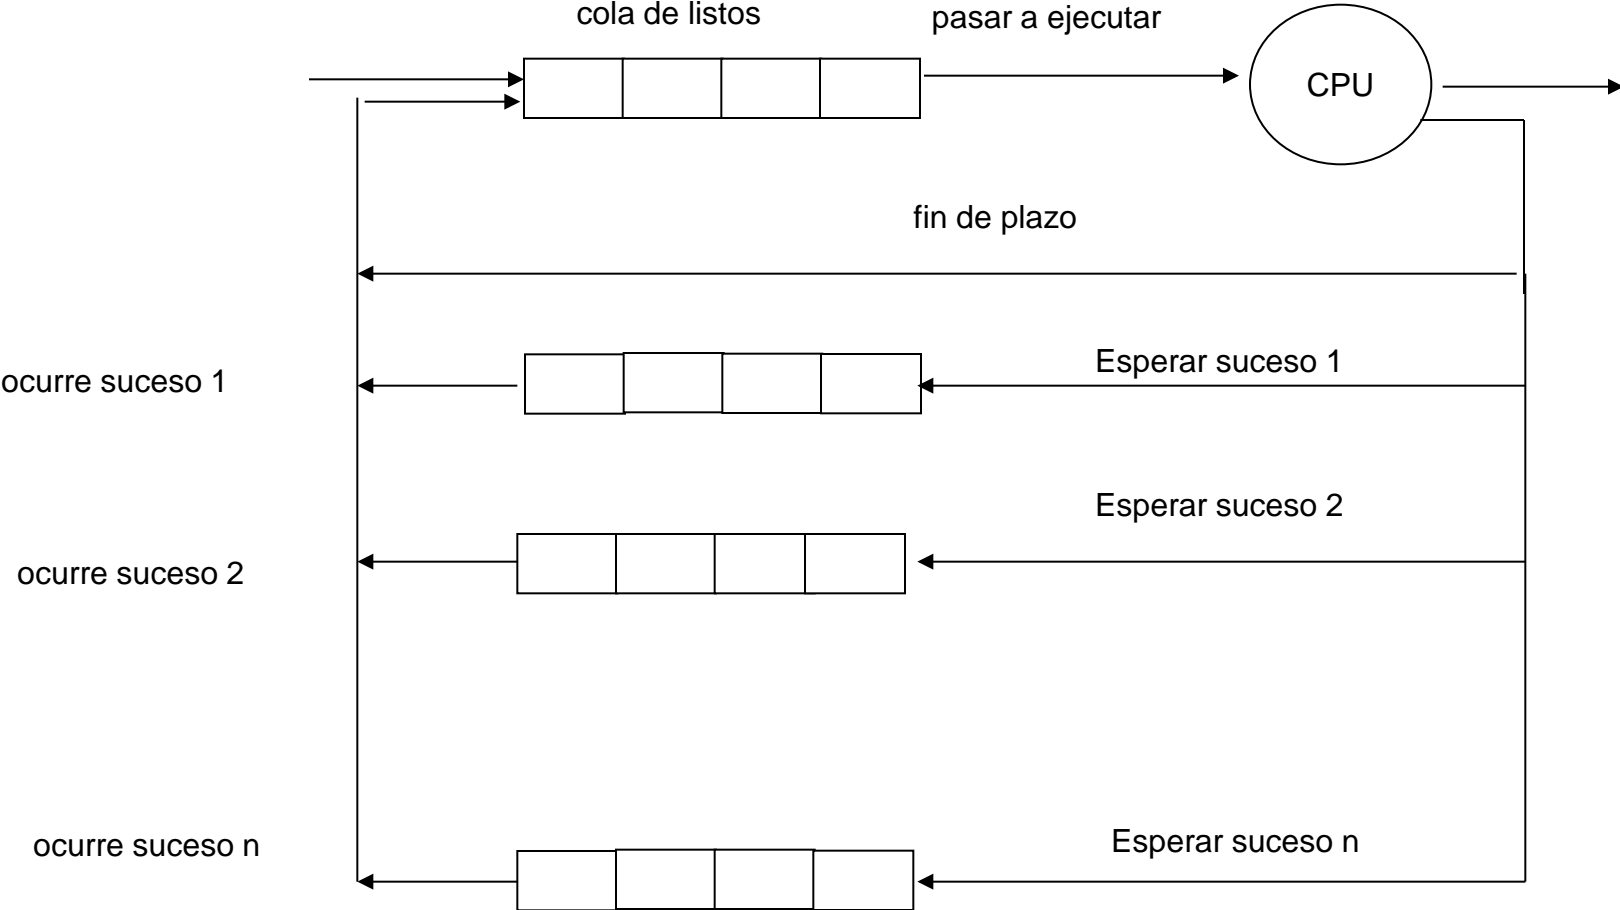 cola de listos
pasar a ejecutar
CPU
fin de plazo
Esperar suceso 1
ocurre suceso 1
Esperar suceso 2
ocurre suceso 2
Esperar suceso n
ocurre suceso n